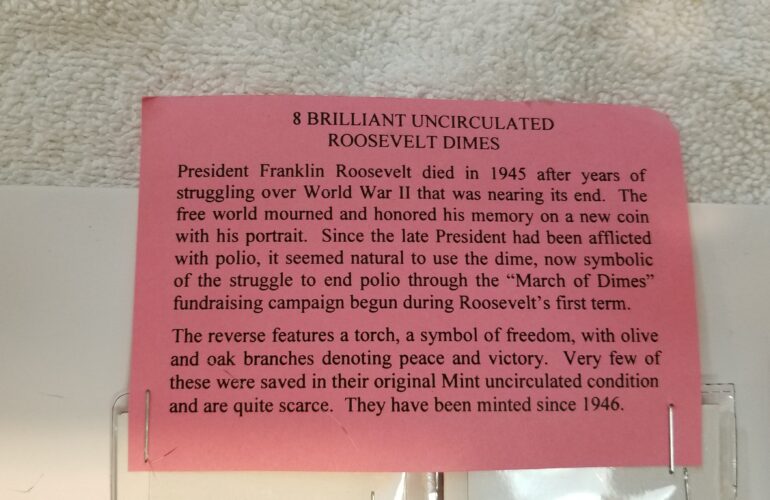 8 BRILLIANT UNCIRCULATED
ROOSEVELT DIMES
President Franklin Roosevelt died in 1945 after years of
struggling over World War II that was nearing its end. The
free world mourned and honored his memory on a new coin
with his portrait. Since the late President had been afflicted
with polio, it seemed natural to use the dime, now symbolic
of the struggle to end polio through the “March of Dimes”
fundraising campaign begun during Roosevelt’s first term.
The reverse features a torch, a symbol of freedom, with olive
and oak branches denoting peace and victory. Very few of
these were saved in their original Mint uncirculated condition
and are quite scarce. They have been minted since 1946.